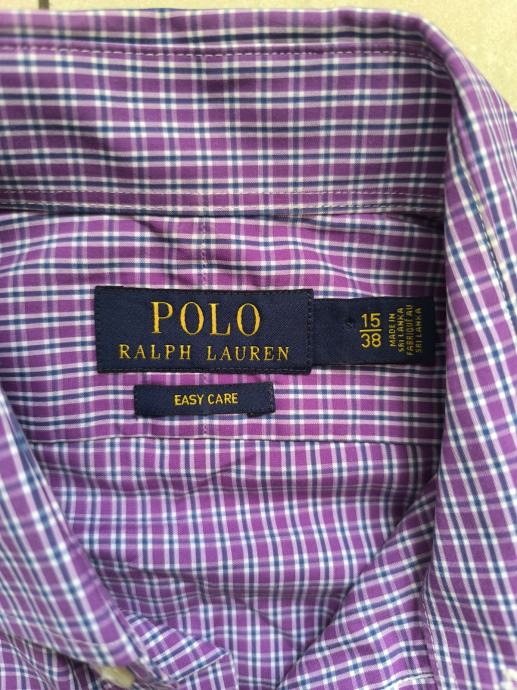 POLO
RALPH LAUREN
15
38
MADE IN
SRI LANKA
FABRIQUÉ AU
SRI LANKA
EASY CARE